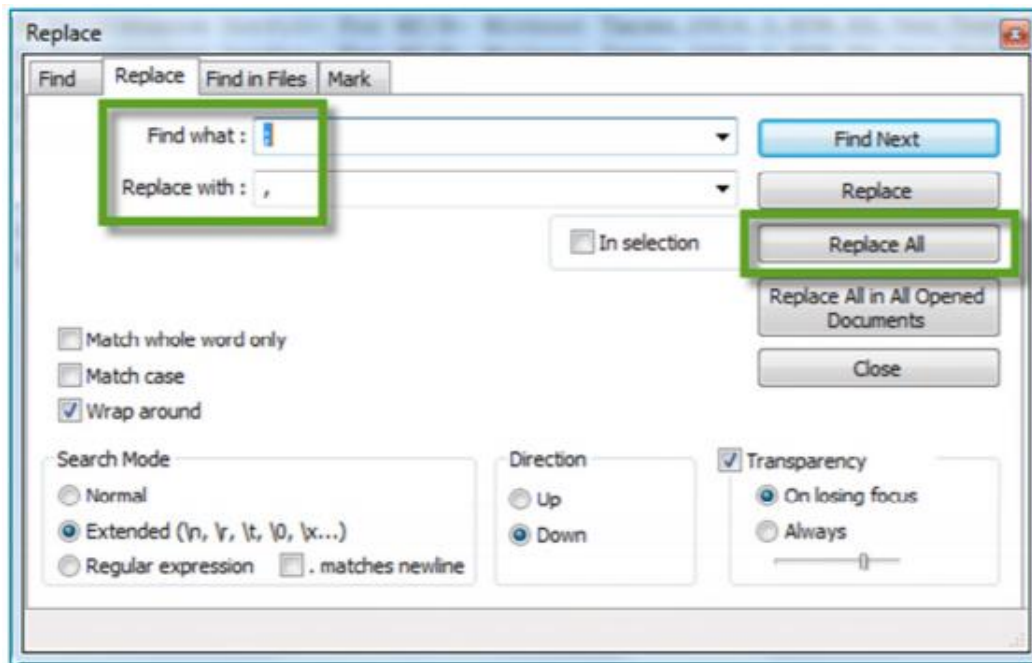 Replace
Find
Replace
Find in Files
Mark
Find what :
Find Next
Replace with : ,
Replace
In selection
Replace All
Replace All in All Opened
Documents
Match whole word only
Close
Match case
Wrap around
Search Mode
Direction
Transparency
Normal
Up
On losing focus
Extended (\n, \r, \t, \0, \x...)
Down
Always
Regular expression
. matches newline